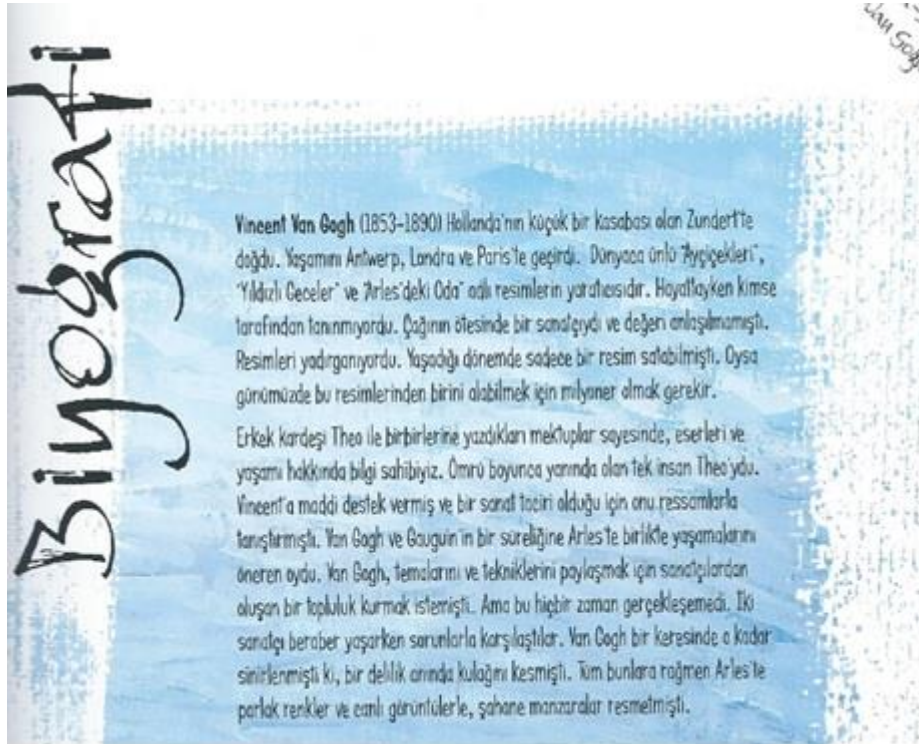 Van Gogh
Biyografi
Vincent Van Gogh (1853-1890) Hollanda'nın küçük bir kasabası olan Zundert'te
doğdu. Yaşamını Antwerp, Londra ve Paris'te geçirdi. Dünyaca ünlü "Ayçiçekleri",
"Yıldızlı Geceler" ve "Arles'deki Oda" adlı resimlerin yaratıcısıdır. Hayattayken kimse
tarafından tanınmıyordu. Çağının ötesinde bir sanatçıydı ve değeri anlaşılmamıştı.
Resimleri yadırganıyordu. Yaşadığı dönemde sadece bir resim satabilmişti. Oysa
günümüzde bu resimlerinden birini alabilmek için milyoner olmak gerekir.
Erkek kardeşi Theo ile birbirlerine yazdıkları mektuplar sayesinde, eserleri ve
yaşamı hakkında bilgi sahibiyiz. Ömrü boyunca yanında olan tek insan Theo'ydu.
Vincent'a maddi destek vermiş ve bir sanat taciri olduğu için onu ressamlarla
tanıştırmıştı. Van Gogh ve Gauguin'in bir süreliğine Arles'te birlikte yaşamalarını
öneren oydu. Van Gogh, temalarını ve tekniklerini paylaşmak için sanatçılardan
oluşan bir topluluk kurmak istemişti. Ama bu hiçbir zaman gerçekleşemedi. İki
sanatçı beraber yaşarken sorunlarla karşılaştılar. Van Gogh bir keresinde o kadar
sinirlenmişti ki, bir delilik anında kulağını kesmişti. Tüm bunlara rağmen Arles'te
parlak renkler ve canlı görüntülerle, şahane manzaralar resmetmişti.